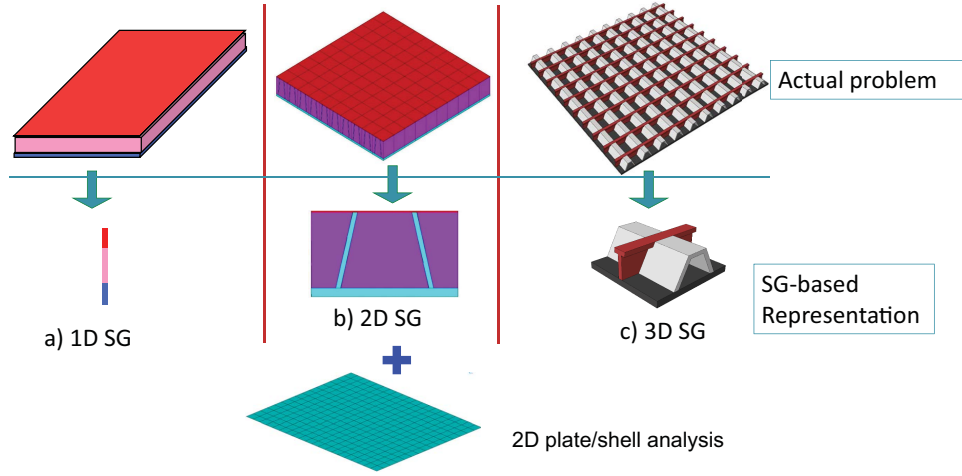 Actual problem
a) 1D SG
b) 2D SG
c) 3D SG
SG-based
Representation
2D plate/shell analysis